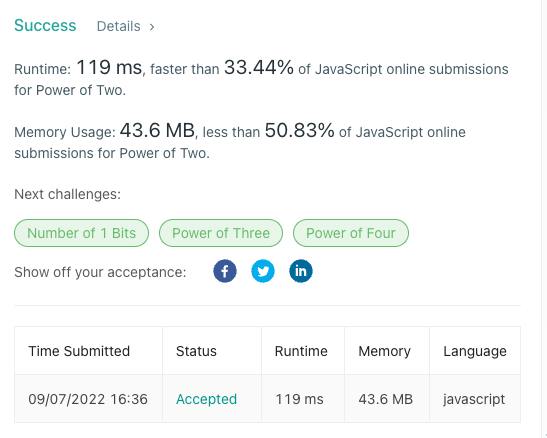 Success Details >
Runtime: 119 ms, faster than 33.44% of JavaScript online submissions
for Power of Two.
Memory Usage: 43.6 MB, less than 50.83% of JavaScript online
submissions for Power of Two.
Next challenges:
Number of 1 Bits Power of Three Power of Four
Show off your acceptance: f in
Time Submitted Status Runtime Memory Language
09/07/2022 16:36 Accepted 119 ms 43.6 MB javascript